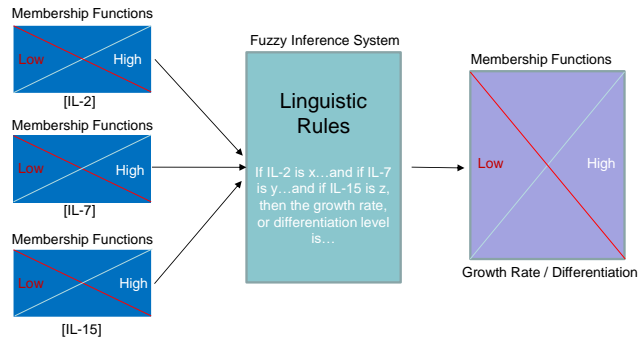 Membership Functions
Low High
[IL-2]
Membership Functions
Low High
[IL-7]
Membership Functions
Low High
[IL-15]
Fuzzy Inference System
Linguistic
Rules
If IL-2 is x…and if IL-7
is y…and if IL-15 is z,
then the growth rate,
or differentiation level
is…
Membership Functions
Low High
Growth Rate / Differentiation